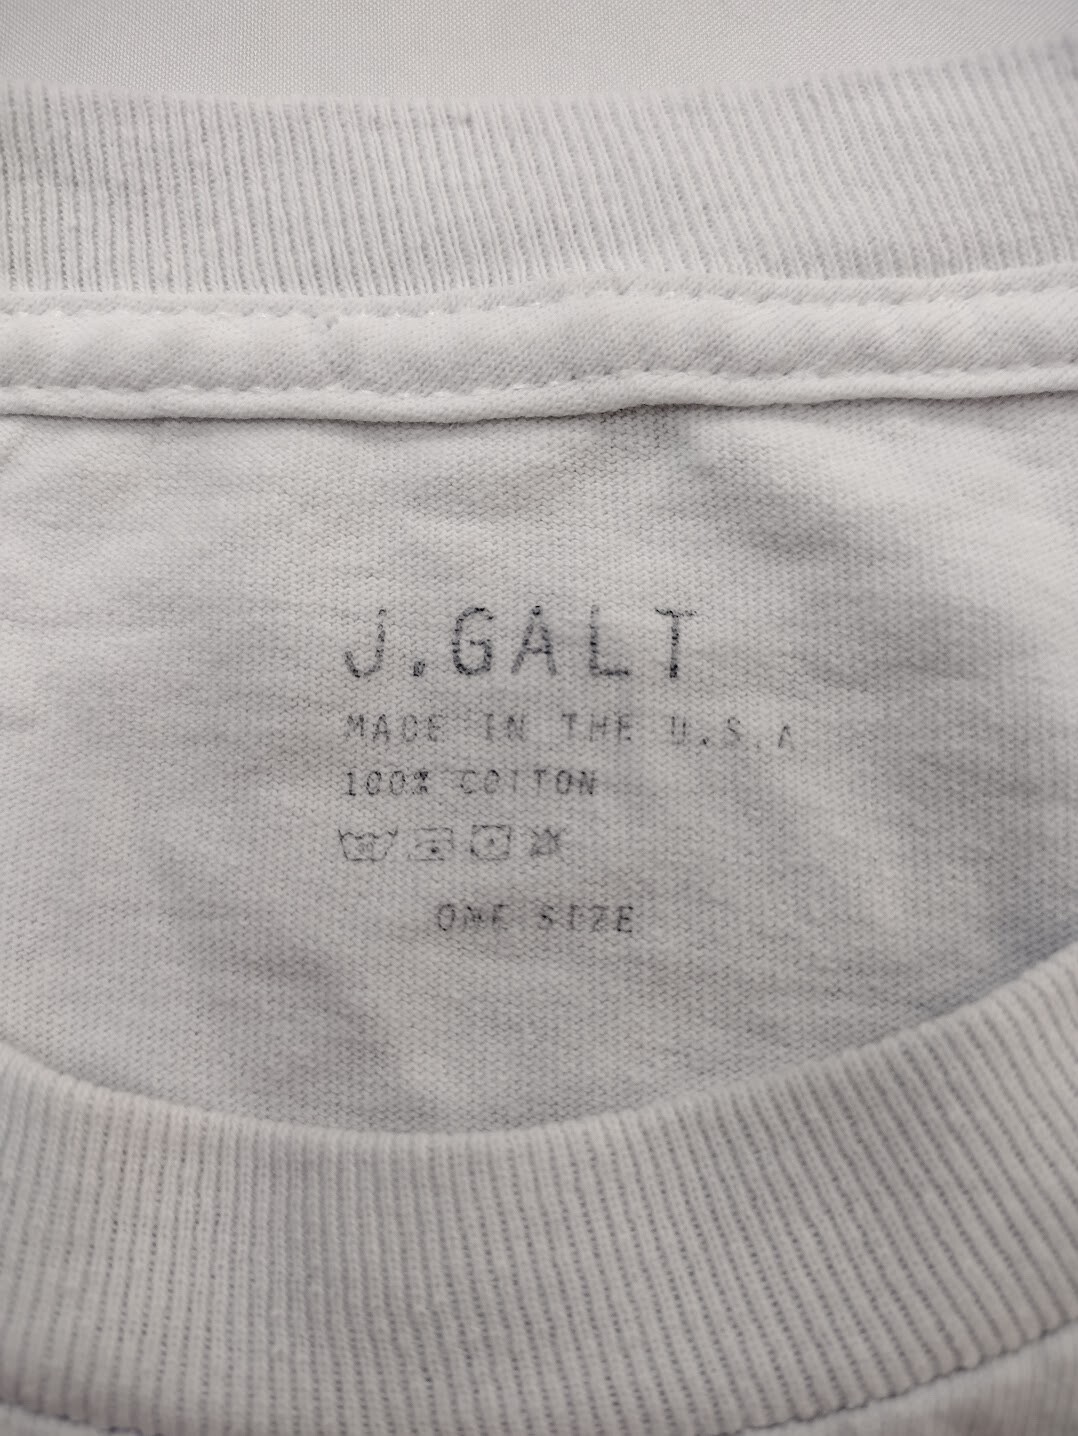 J.GALT
MADE IN THE U.S.A
100% COTTON
ONE SIZE